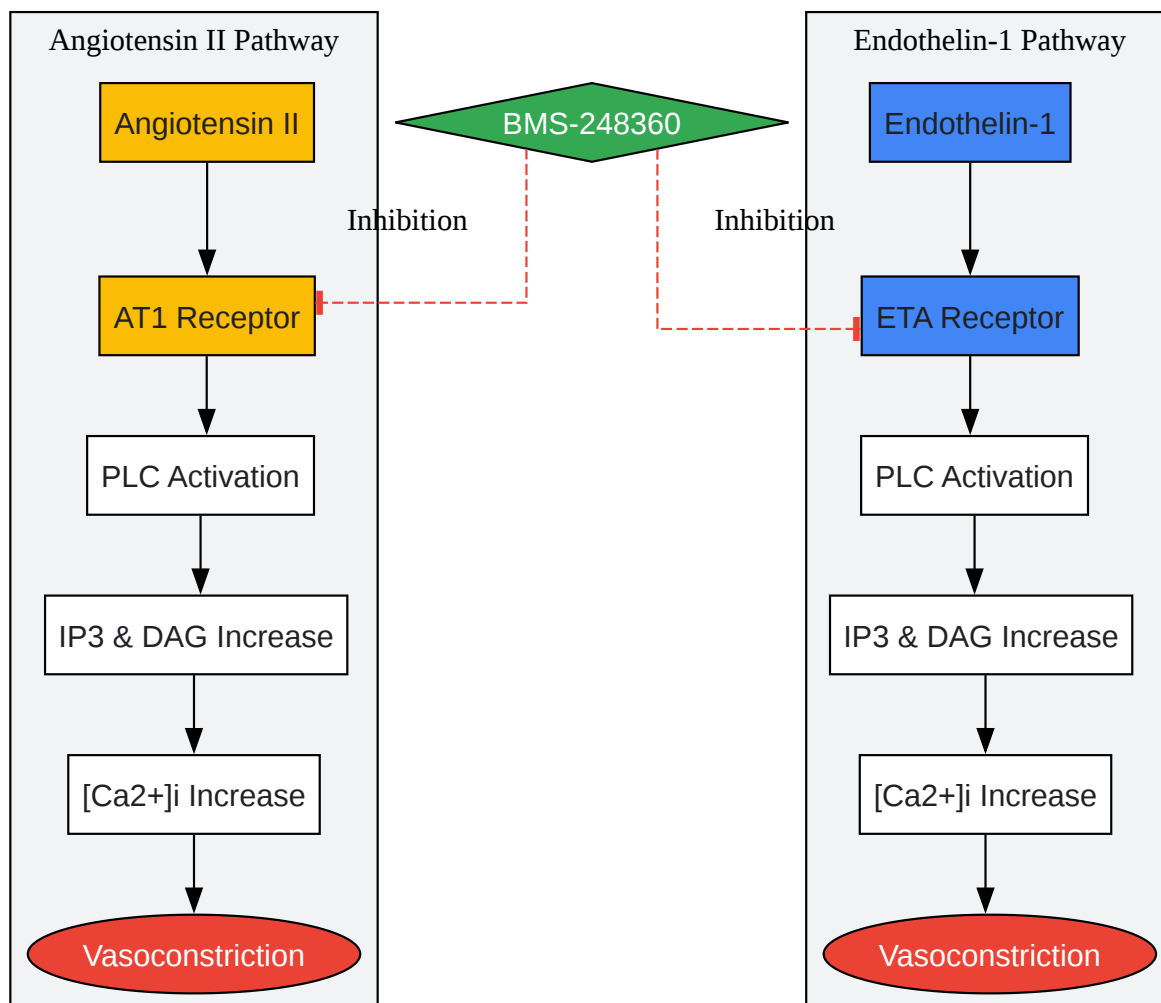 Angiotensin II Pathway
Endothelin-1 Pathway
Angiotensin II
BMS-248360
Endothelin-1
Inhibition
Inhibition
AT1 Receptor
ETA Receptor
PLC Activation
PLC Activation
IP3 & DAG Increase
IP3 & DAG Increase
[Ca2+]i Increase
[Ca2+]i Increase
Vasoconstriction
Vasoconstriction